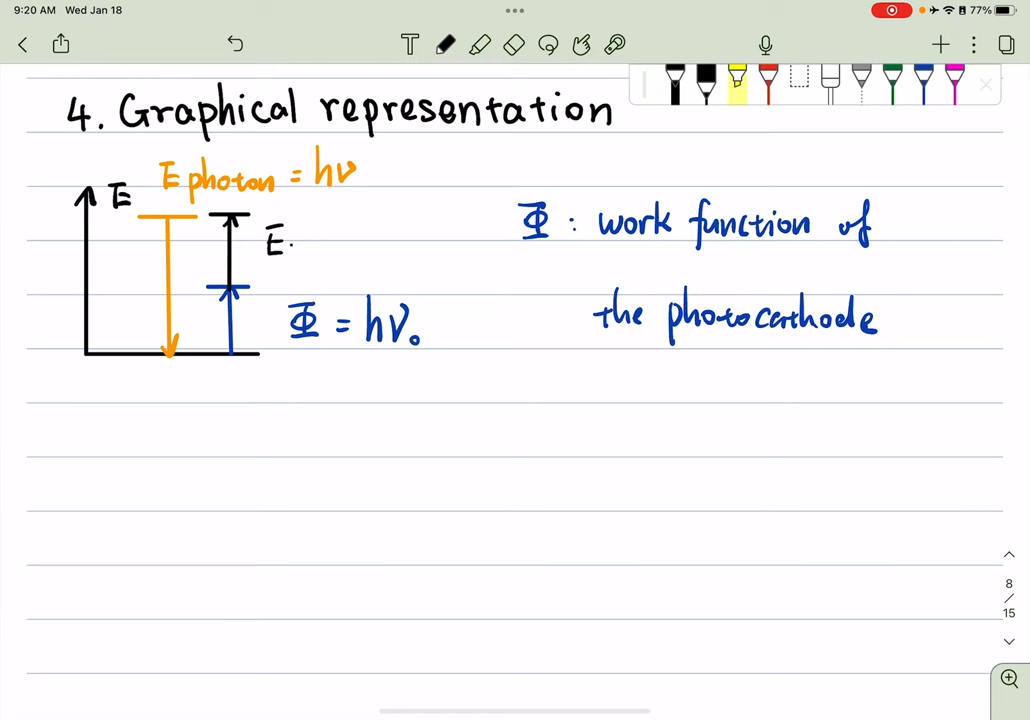 9:20 AM Wed Jan 18
77%
T
4. Graphical representation
E photon = hν
E
Φ : work function of
E.
Φ = hν₀
the photocathode
8
/
15